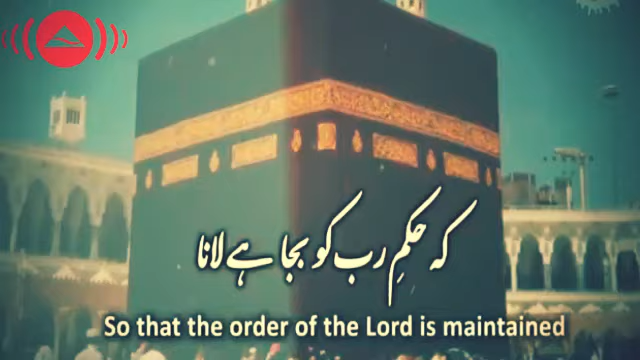 کہ حکمِ رب کو بجا ہے لانا
So that the order of the Lord is maintained